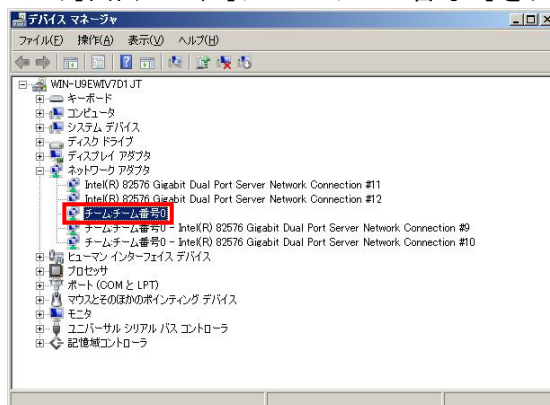 デバイス マネージャ
ファイル(F) 操作(A) 表示(V) ヘルプ(H)
WIN-U9EWIV7D1JT
キーボード
コンピュータ
システム デバイス
ディスク ドライブ
ディスプレイ アダプタ
ネットワーク アダプタ
Intel(R) 82576 Gigabit Dual Port Server Network Connection #11
Intel(R) 82576 Gigabit Dual Port Server Network Connection #12
チームチーム番号0
チームチーム番号0 - Intel(R) 82576 Gigabit Dual Port Server Network Connection #9
チームチーム番号0 - Intel(R) 82576 Gigabit Dual Port Server Network Connection #10
ヒューマン インターフェイス デバイス
プロセッサ
ポート (COM と LPT)
マウスとそのほかのポインティング デバイス
モニタ
ユニバーサル シリアル バス コントローラ
記憶域コントローラ